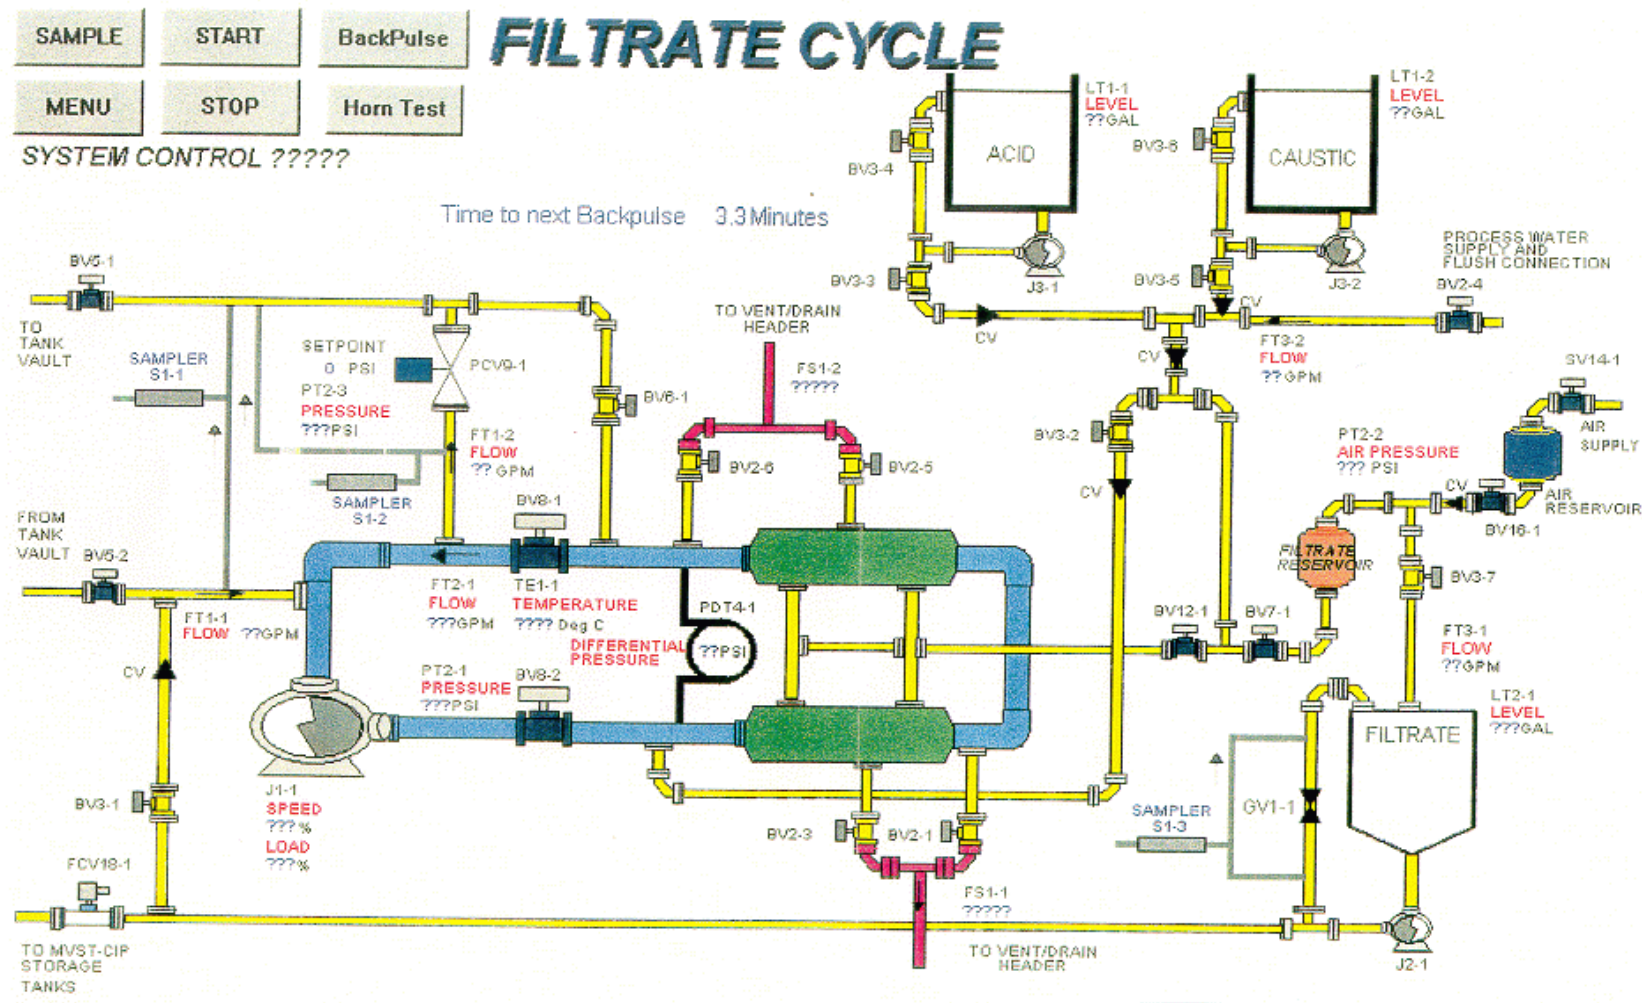 SAMPLE
START
BackPulse
FILTRATE CYCLE
MENU
STOP
Horn Test
SYSTEM CONTROL ?????
Time to next Backpulse 3.3 Minutes
LT1-1
LEVEL
??GAL
LT1-2
LEVEL
??GAL
ACID
CAUSTIC
BV3-4
BV3-6
BV3-3
J3-1
BV3-5
J3-2
PROCESS WATER
SUPPLY AND
FLUSH CONNECTION
BV2-4
CV
CV
CV
FT3-2
FLOW
??GPM
BV5-1
TO
TANK
VAULT
SAMPLER
S1-1
SETPOINT
0 PSI
PT2-3
PRESSURE
???PSI
PCV9-1
BV6-1
FT1-2
FLOW
?? GPM
SAMPLER
S1-2
TO VENT/DRAIN
HEADER
FS1-2
?????
BV2-6
BV2-5
BV3-2
CV
SV14-1
AIR
SUPPLY
PT2-2
AIR PRESSURE
??? PSI
CV
AIR
RESERVOIR
BV16-1
FILTRATE
RESERVOIR
BV3-7
FROM
TANK
VAULT
BV5-2
FT1-1
FLOW ??GPM
CV
BV8-1
FT2-1
FLOW
???GPM
TE1-1
TEMPERATURE
???? Deg C
DIFFERENTIAL
PRESSURE
PDT4-1
??PSI
PT2-1
PRESSURE
???PSI
BV8-2
BV12-1
BV7-1
FT3-1
FLOW
??GPM
LT2-1
LEVEL
???GAL
FILTRATE
J1-1
SPEED
???%
LOAD
???%
BV3-1
FCV18-1
BV2-3
BV2-1
FS1-1
?????
SAMPLER
S1-3
GV1-1
TO MVST-CIP
STORAGE
TANKS
TO VENT/DRAIN
HEADER
J2-1